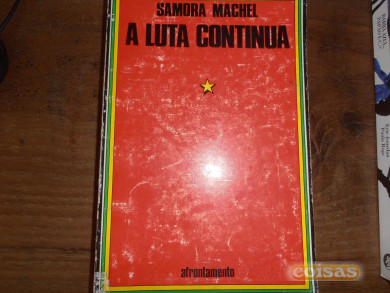 SAMORA MACHEL
A LUTA CONTINUA
afrontamento
coisas